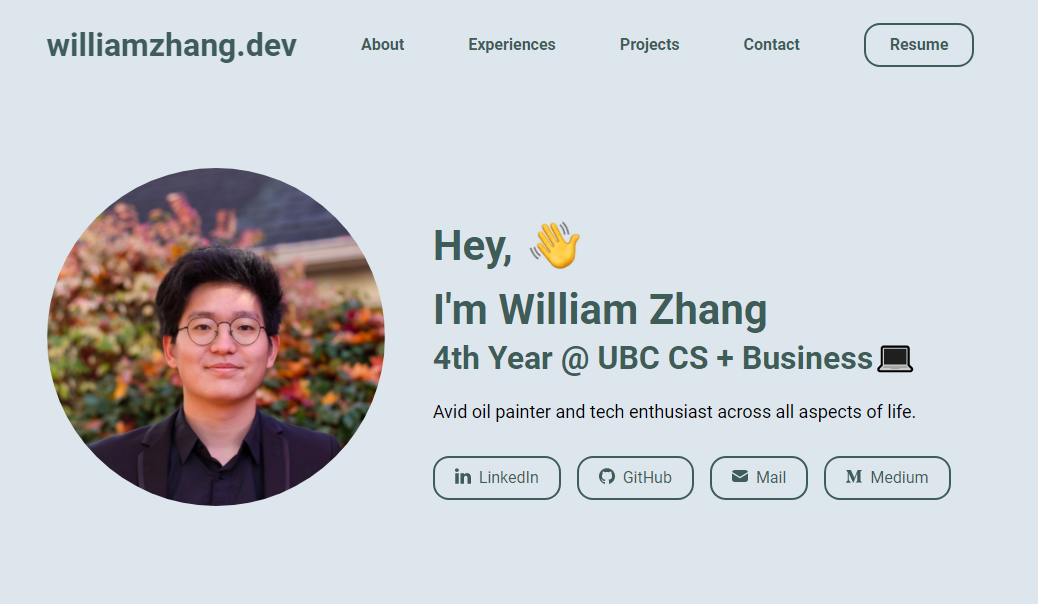 williamzhang.dev About Experiences Projects Contact Resume
Hey, 👋
I'm William Zhang
4th Year @ UBC CS + Business💻
Avid oil painter and tech enthusiast across all aspects of life.
LinkedIn GitHub Mail Medium